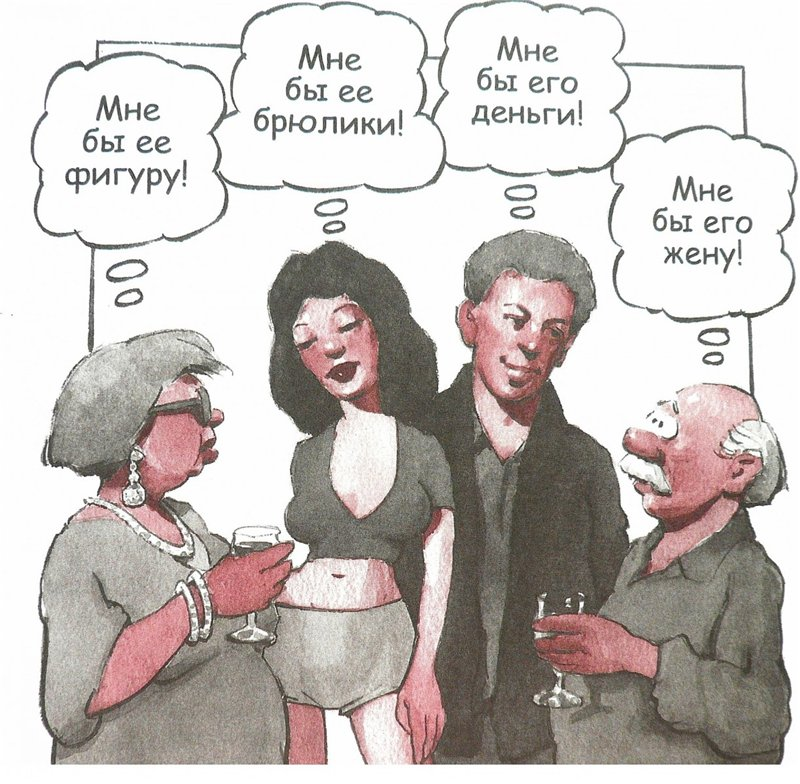 Мне
бы ее
фигуру!
Мне
бы ее
брюлики!
Мне
бы его
деньги!
Мне
бы его
жену!